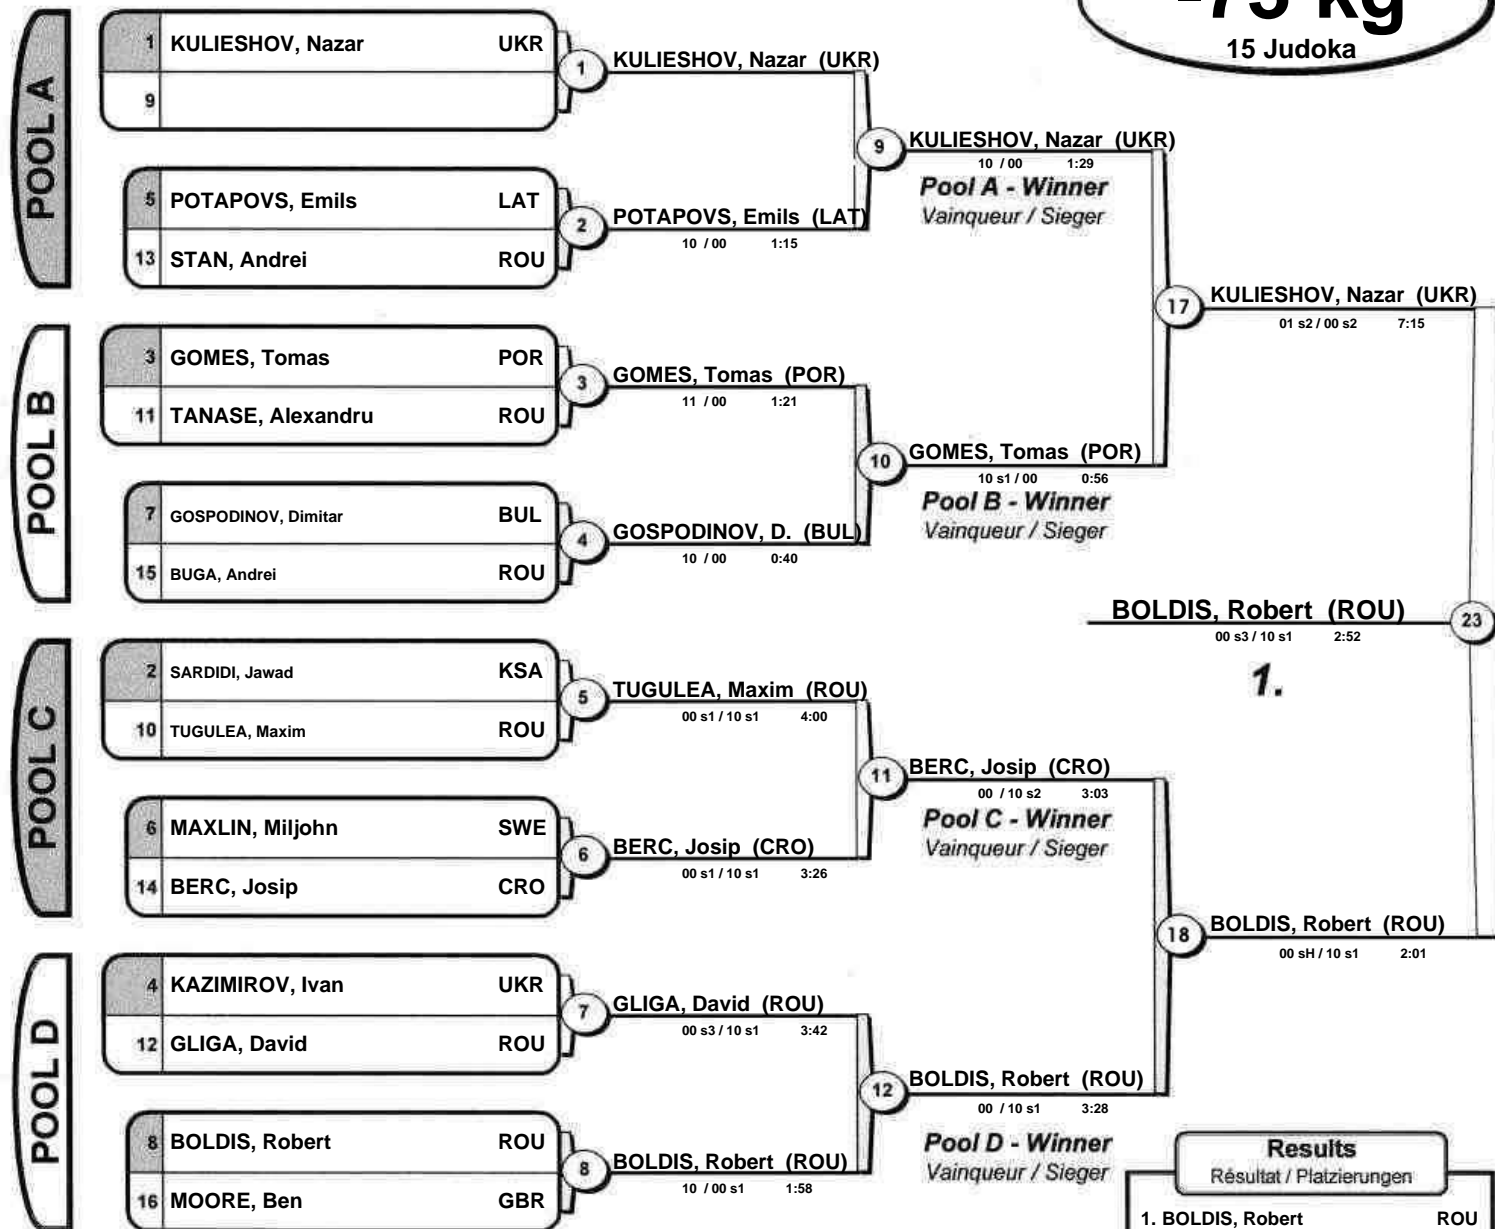 -73 kg
15 Judoka
POOL A
1 KULIESHOV, Nazar UKR
9
1
KULIESHOV, Nazar (UKR)
5 POTAPOVS, Emils LAT
13 STAN, Andrei ROU
2
POTAPOVS, Emils (LAT)
10 / 00 1:15
9
KULIESHOV, Nazar (UKR)
10 / 00 1:29
Pool A - Winner
Vainqueur / Sieger
POOL B
3 GOMES, Tomas POR
11 TANASE, Alexandru ROU
3
GOMES, Tomas (POR)
11 / 00 1:21
7 GOSPODINOV, Dimitar BUL
15 BUGA, Andrei ROU
4
GOSPODINOV, D. (BUL)
10 / 00 0:40
10
GOMES, Tomas (POR)
10 s1 / 00 0:56
Pool B - Winner
Vainqueur / Sieger
17
KULIESHOV, Nazar (UKR)
01 s2 / 00 s2 7:15
BOLDIS, Robert (ROU)
00 s3 / 10 s1 2:52
23
1.
POOL C
2 SARDIDI, Jawad KSA
10 TUGULEA, Maxim ROU
5
TUGULEA, Maxim (ROU)
00 s1 / 10 s1 4:00
6 MAXLIN, Miljohn SWE
14 BERC, Josip CRO
6
BERC, Josip (CRO)
00 s1 / 10 s1 3:26
11
BERC, Josip (CRO)
00 / 10 s2 3:03
Pool C - Winner
Vainqueur / Sieger
POOL D
4 KAZIMIROV, Ivan UKR
12 GLIGA, David ROU
7
GLIGA, David (ROU)
00 s3 / 10 s1 3:42
8 BOLDIS, Robert ROU
16 MOORE, Ben GBR
8
BOLDIS, Robert (ROU)
10 / 00 s1 1:58
12
BOLDIS, Robert (ROU)
00 / 10 s1 3:28
Pool D - Winner
Vainqueur / Sieger
18
BOLDIS, Robert (ROU)
00 sH / 10 s1 2:01
Results
Résultat / Platzierungen
1. BOLDIS, Robert ROU